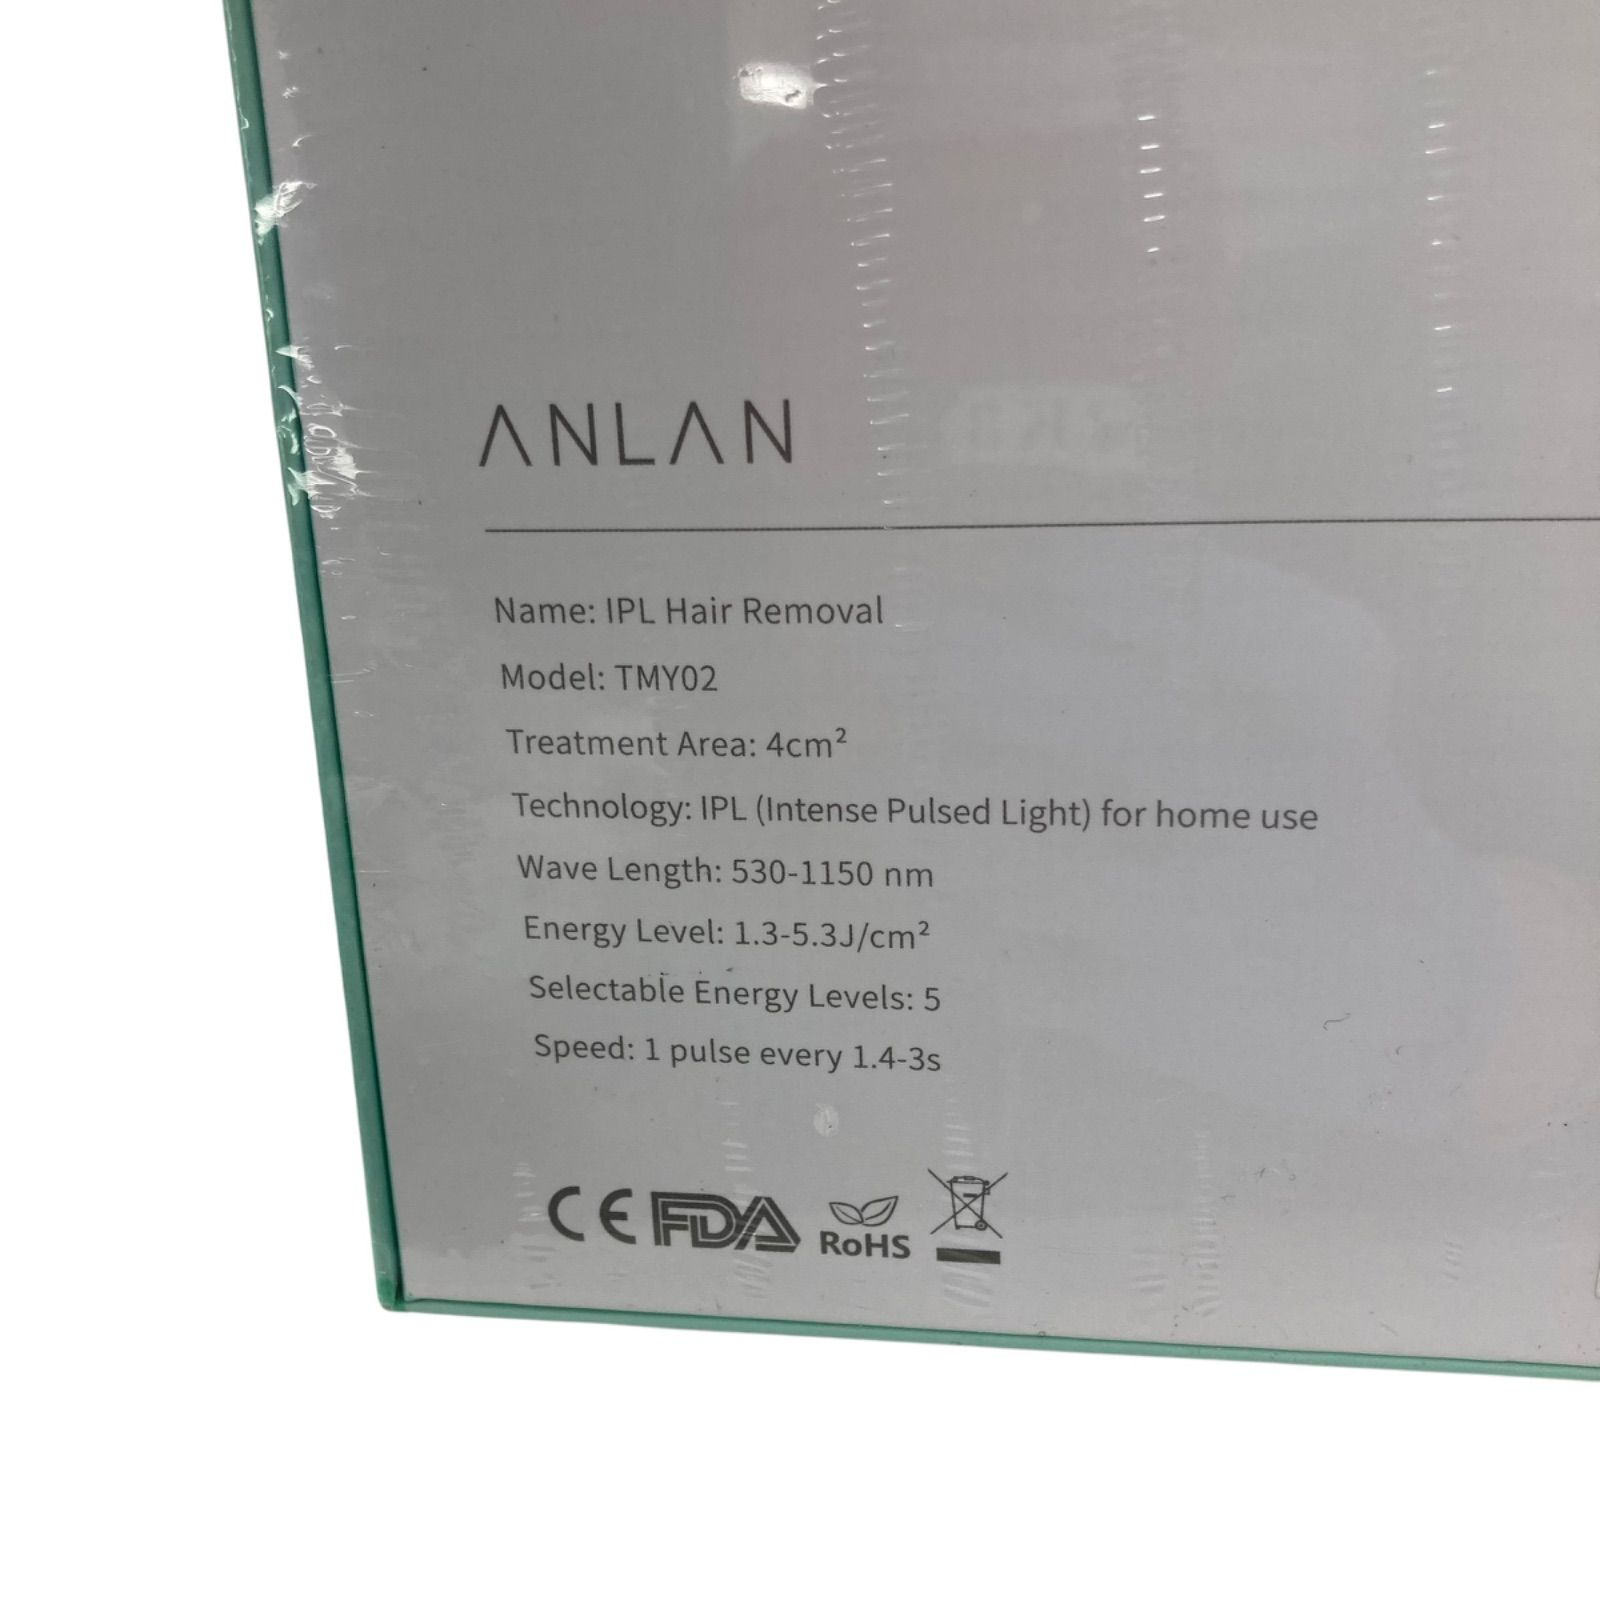 ANLAN
Name: IPL Hair Removal
Model: TMY02
Treatment Area: 4cm²
Technology: IPL (Intense Pulsed Light) for home use
Wave Length: 530-1150 nm
Energy Level: 1.3-5.3J/cm²
Selectable Energy Levels: 5
Speed: 1 pulse every 1.4-3s
CE FDA RoHS